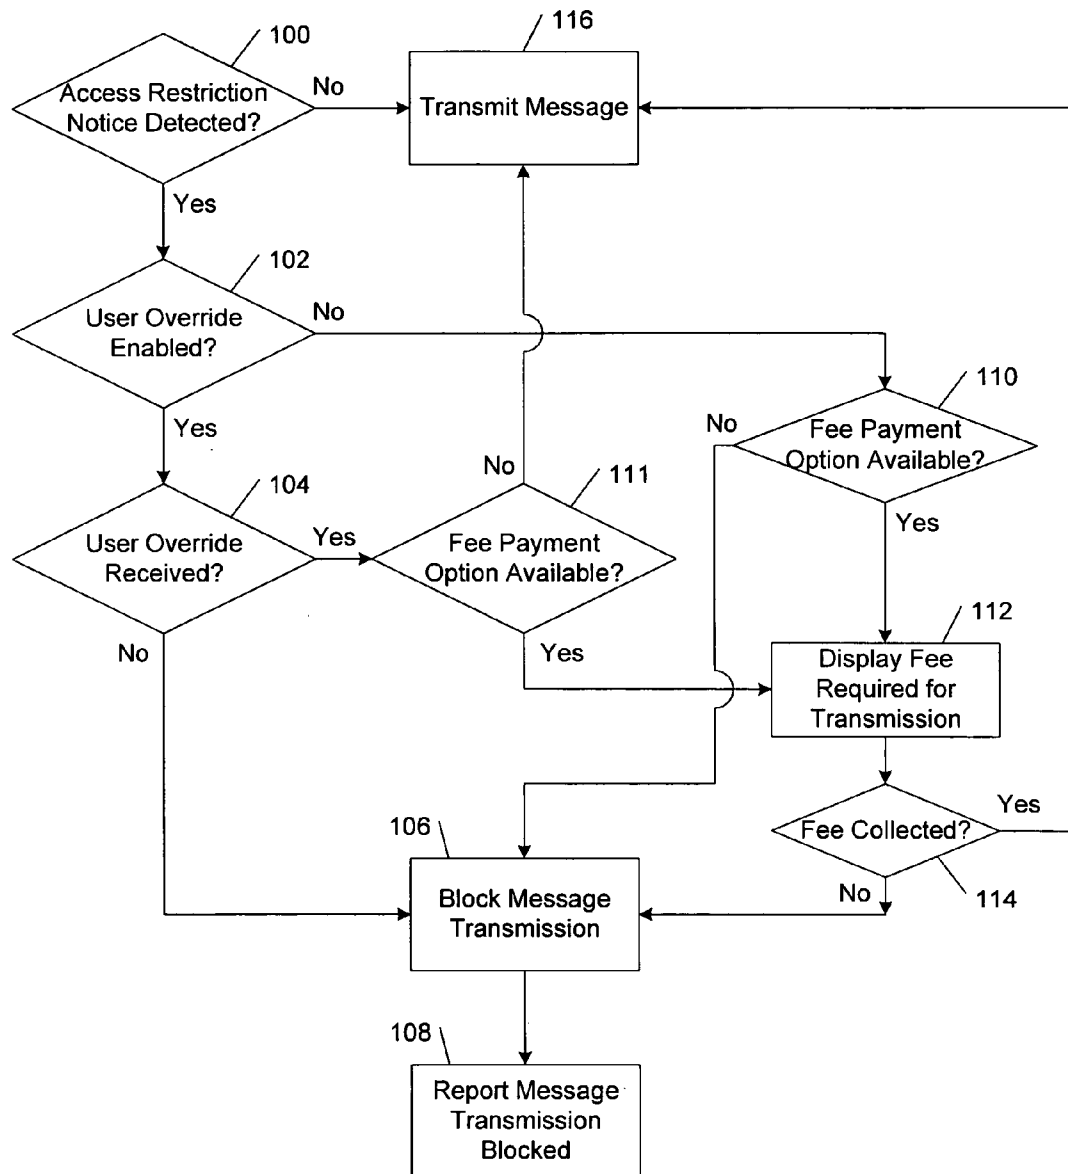 100
Access Restriction
Notice Detected?
No
Yes
116
Transmit Message
102
User Override
Enabled?
No
Yes
110
Fee Payment
Option Available?
No
Yes
104
User Override
Received?
Yes
No
111
Fee Payment
Option Available?
No
Yes
112
Display Fee
Required for
Transmission
Fee Collected?
Yes
No
114
106
Block Message
Transmission
108
Report Message
Transmission
Blocked